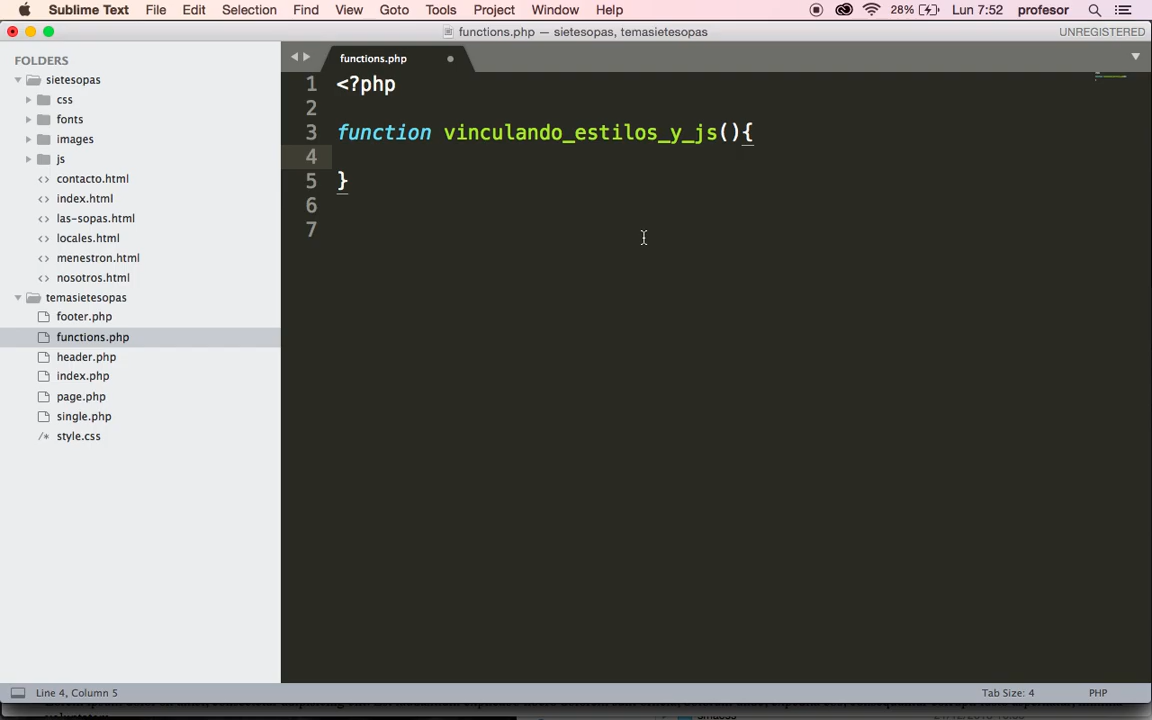 Sublime Text File Edit Selection Find View Goto Tools Project Window Help 28% Lun 7:52 profesor
functions.php — sietesopas, temasietesopas UNREGISTERED
FOLDERS
sietesopas
css
fonts
images
js
<> contacto.html
<> index.html
<> las-sopas.html
<> locales.html
<> menestron.html
<> nosotros.html
temasietesopas
footer.php
functions.php
header.php
index.php
page.php
single.php
/* style.css
functions.php
1 <?php
2
3 function vinculando_estilos_y_js(){
4
5 }
6
7
Line 4, Column 5 Tab Size: 4 PHP